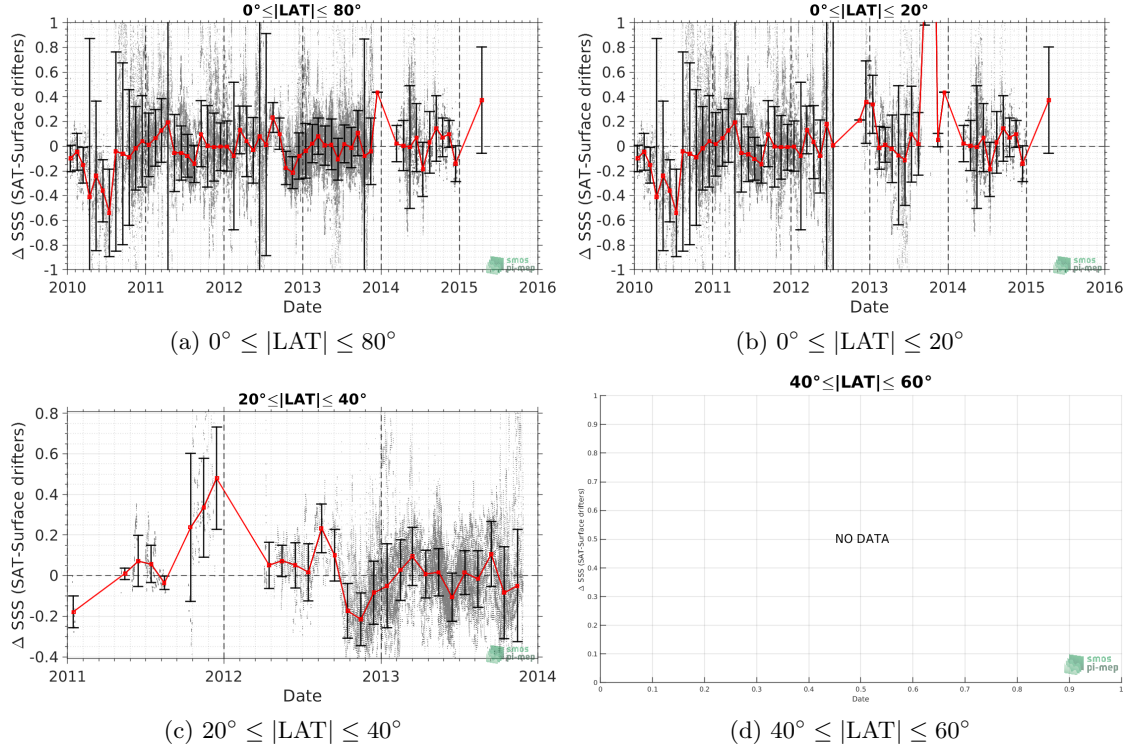 0°≤|LAT|≤ 80°
Δ SSS (SAT-Surface drifters)
1
0.8
0.6
0.4
0.2
0
-0.2
-0.4
-0.6
-0.8
-1
2010 2011 2012 2013 2014 2015 2016
Date
smos
pi-mep
(a) 0° ≤ |LAT| ≤ 80°
0°≤|LAT|≤ 20°
Δ SSS (SAT-Surface drifters)
1
0.8
0.6
0.4
0.2
0
-0.2
-0.4
-0.6
-0.8
-1
2010 2011 2012 2013 2014 2015 2016
Date
smos
pi-mep
(b) 0° ≤ |LAT| ≤ 20°
20°≤|LAT|≤ 40°
Δ SSS (SAT-Surface drifters)
0.8
0.6
0.4
0.2
0
-0.2
-0.4
2011 2012 2013 2014
Date
smos
pi-mep
(c) 20° ≤ |LAT| ≤ 40°
40°≤|LAT|≤ 60°
Δ SSS (SAT-Surface drifters)
1
0.9
0.8
0.7
0.6
0.5
0.4
0.3
0.2
0.1
0
NO DATA
0 0.1 0.2 0.3 0.4 0.5 0.6 0.7 0.8 0.9 1
Date
smos
pi-mep
(d) 40° ≤ |LAT| ≤ 60°